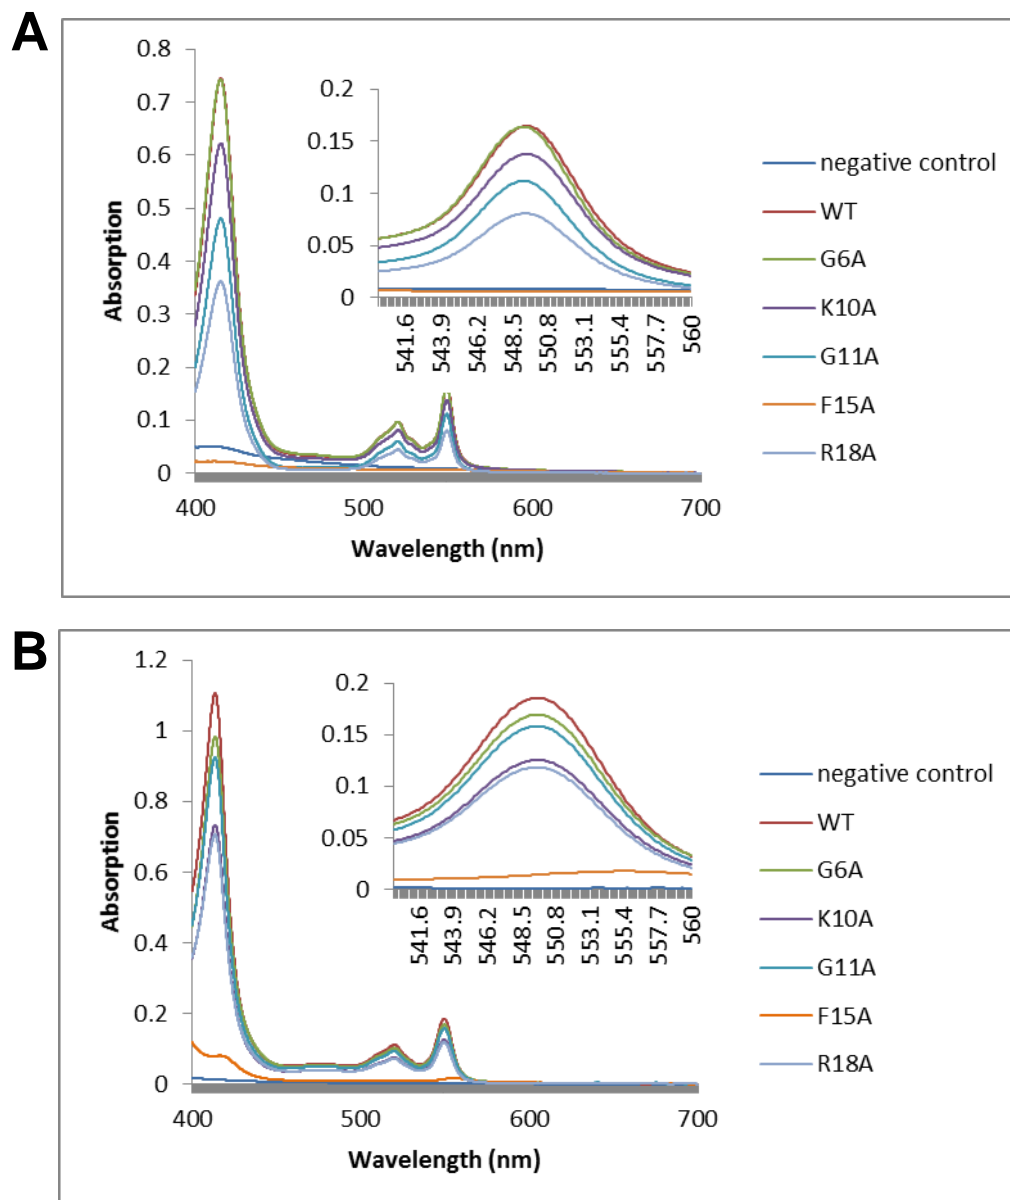 A
0.8
0.7
0.6
0.5
0.4
0.3
0.2
0.1
0
Absorption
400 500 600 700
Wavelength (nm)
0.2
0.15
0.1
0.05
0
541.6 543.9 546.2 548.5 550.8 553.1 555.4 557.7 560
negative control
WT
G6A
K10A
G11A
F15A
R18A
B
1.2
1
0.8
0.6
0.4
0.2
0
Absorption
400 500 600 700
Wavelength (nm)
0.2
0.15
0.1
0.05
0
541.6 543.9 546.2 548.5 550.8 553.1 555.4 557.7 560
negative control
WT
G6A
K10A
G11A
F15A
R18A